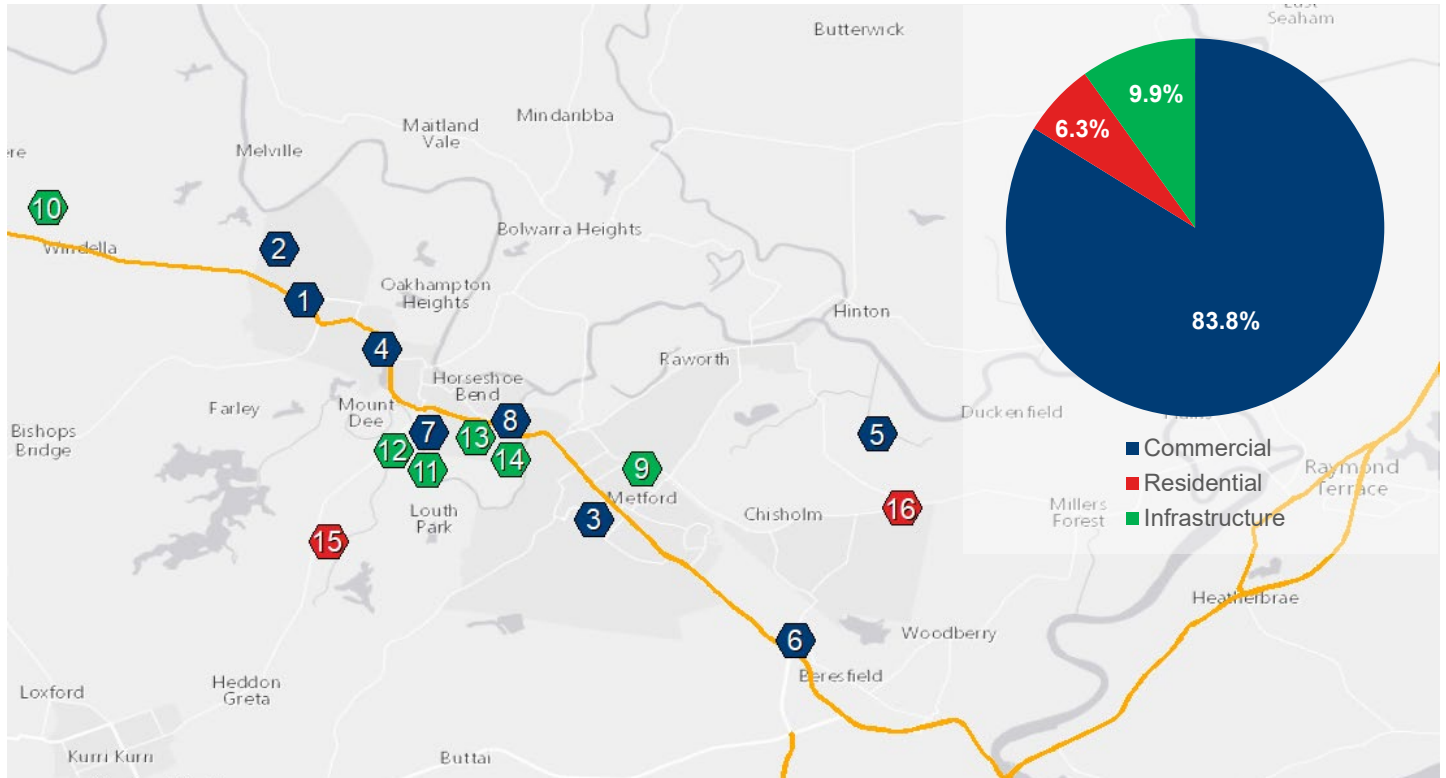 East
Seaham
Butterwick
9.9%
6.3%
Mindaribba
Maitland
Vale
Melville
ere
10
Bolwarra Heights
2
Windella
Oakhampton
Heights
1
Hinton
83.8%
4
Raworth
Horseshoe
Bend
Farley
Mount
Dee
Duckenfield
8
7
13
5
Bishops
Bridge
12
14
Commercial
11
9
Raymond
Terrace
Residential
Metford
Louth
Park
Chisholm
16
Millers
Forest
3
Infrastructure
15
Heatherbrae
6
Woodberry
Beresfield
Loxford
Heddon
Greta
Kurri Kurri
Buttai